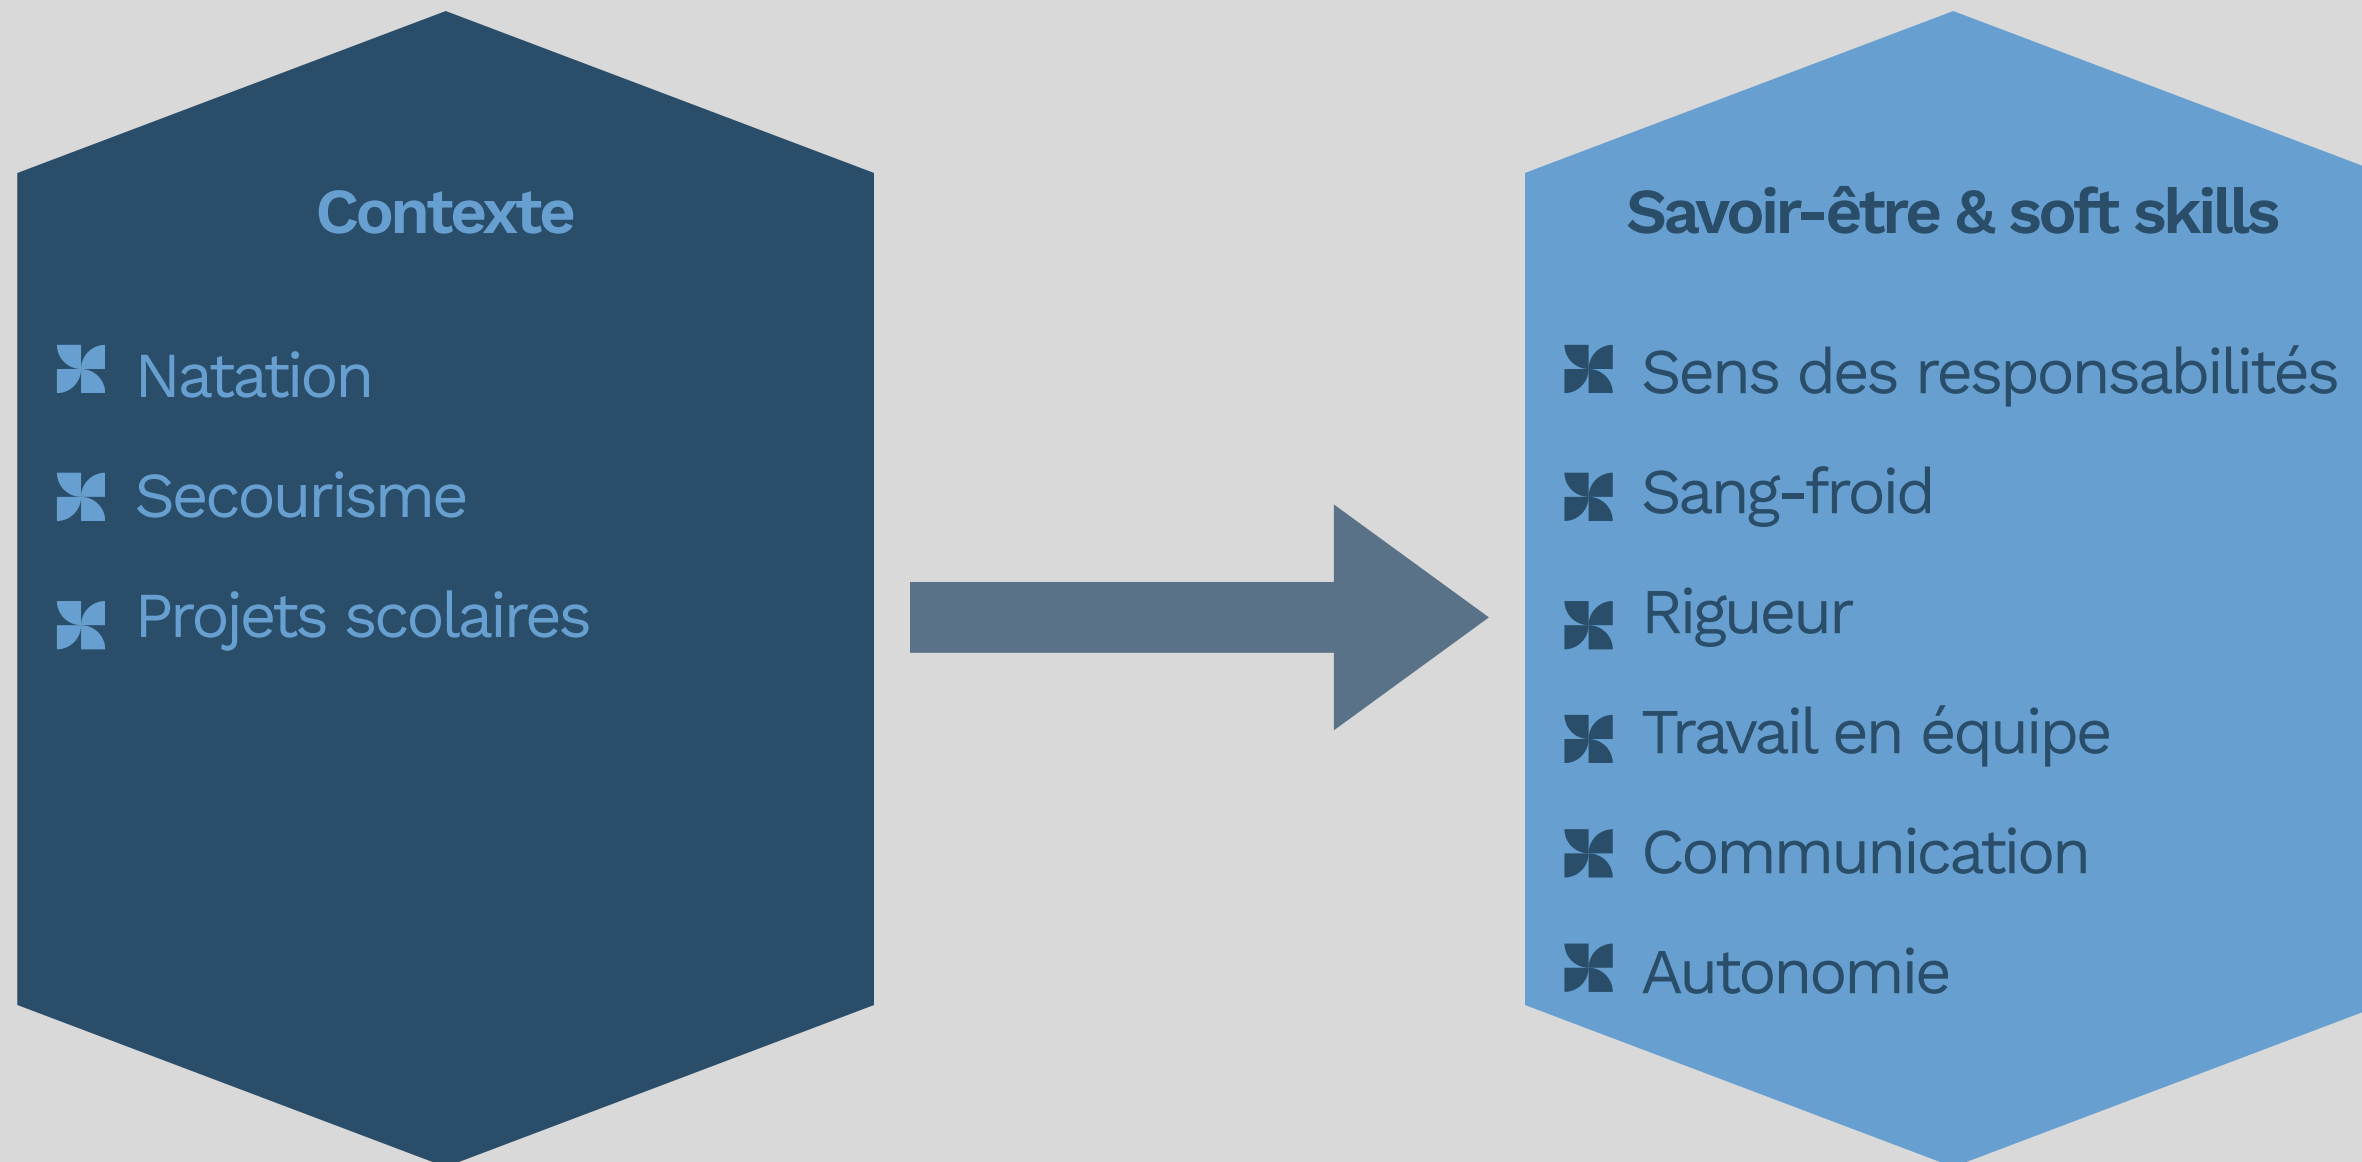 Contexte
Natation
Secourisme
Projets scolaires
Savoir-être & soft skills
Sens des responsabilités
Sang-froid
Rigueur
Travail en équipe
Communication
Autonomie